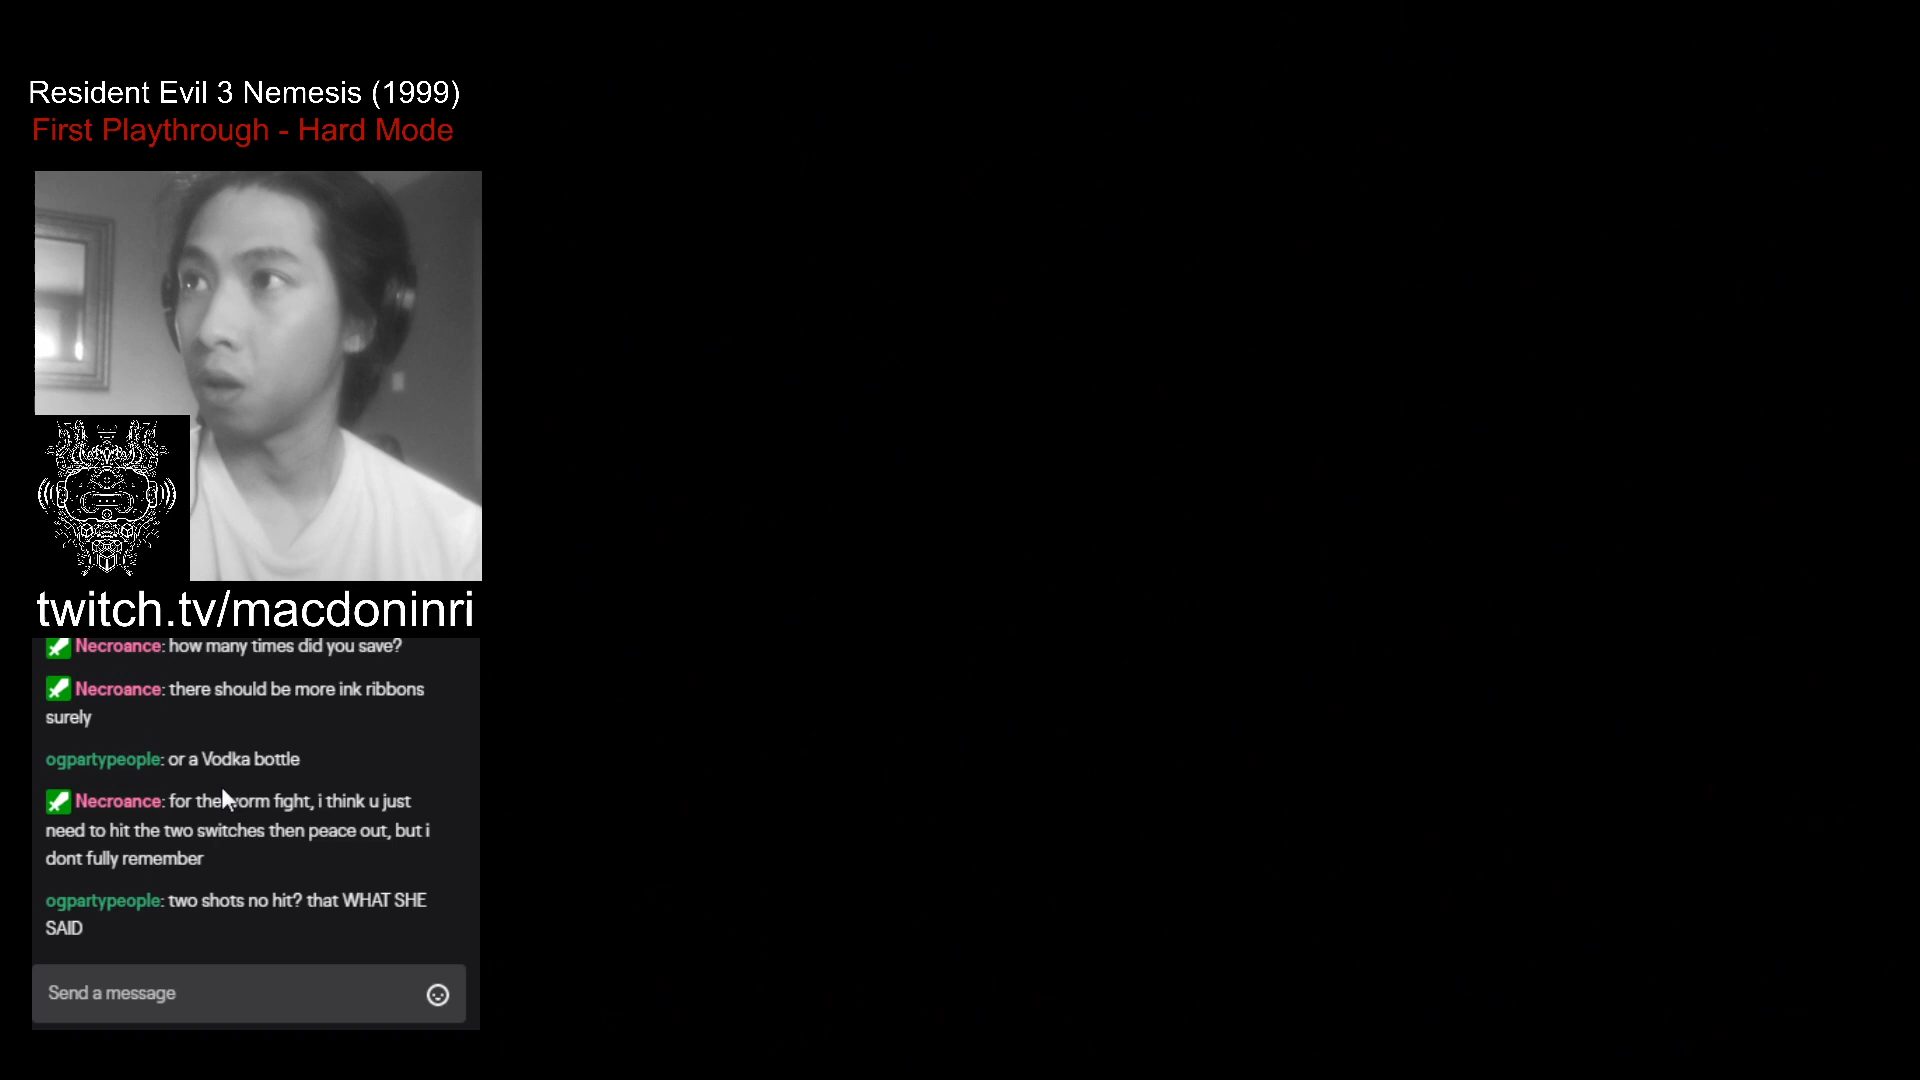 Resident Evil 3 Nemesis (1999)
First Playthrough - Hard Mode
twitch.tv/macdoninri
Necroance: how many times did you save?
Necroance: there should be more ink ribbons
surely
ogpartypeople: or a Vodka bottle
Necroance: for the worm fight, i think u just
need to hit the two switches then peace out, but i
dont fully remember
ogpartypeople: two shots no hit? that WHAT SHE
SAID
Send a message